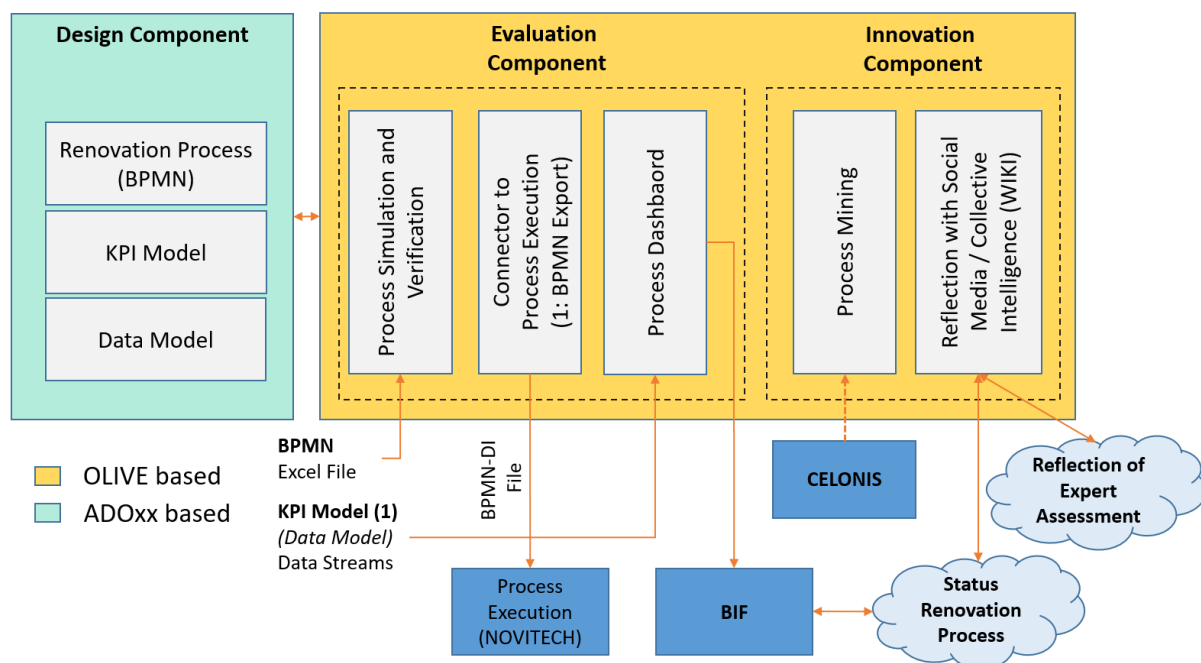 Design Component
Renovation Process
(BPMN)
KPI Model
Data Model
Evaluation
Component
Process Simulation and
Verification
Connector to
Process Execution
(1: BPMN Export)
Process Dashbaord
Innovation
Component
Process Mining
Reflection with Social
Media / Collective
Intelligence (WIKI)
OLIVE based
ADOxx based
BPMN
Excel File
KPI Model (1)
(Data Model)
Data Streams
BPMN-DI
File
Process
Execution
(NOVITECH)
BIF
CELONIS
Reflection of
Expert
Assessment
Status
Renovation
Process